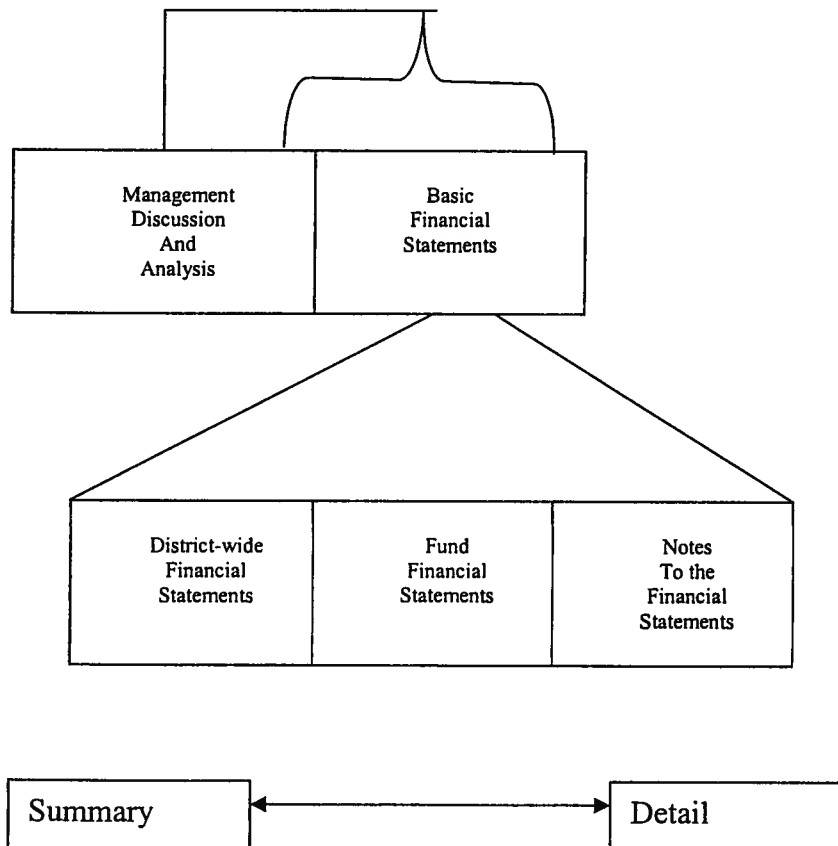 Management
Discussion
And
Analysis
Basic
Financial
Statements
District-wide
Financial
Statements
Fund
Financial
Statements
Notes
To the
Financial
Statements
Summary
Detail